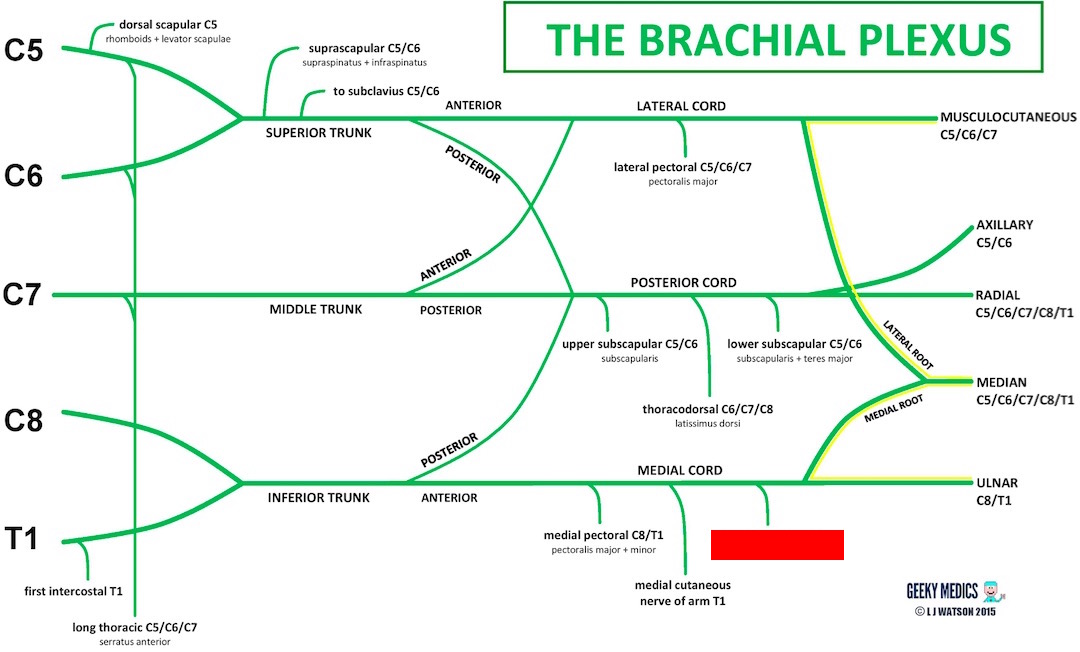 THE BRACHIAL PLEXUS
C5
dorsal scapular C5
rhomboids + levator scapulae
suprascapular C5/C6
supraspinatus + infraspinatus
to subclavius C5/C6
ANTERIOR
LATERAL CORD
SUPERIOR TRUNK
MUSCULOCUTANEOUS
C5/C6/C7
C6
POSTERIOR
lateral pectoral C5/C6/C7
pectoralis major
AXILLARY
C5/C6
ANTERIOR
POSTERIOR CORD
C7
MIDDLE TRUNK
POSTERIOR
RADIAL
C5/C6/C7/C8/T1
upper subscapular C5/C6
subscapularis
lower subscapular C5/C6
subscapularis + teres major
LATERAL ROOT
MEDIAN
C5/C6/C7/C8/T1
thoracodorsal C6/C7/C8
latissimus dorsi
MEDIAL ROOT
C8
POSTERIOR
MEDIAL CORD
INFERIOR TRUNK
ANTERIOR
ULNAR
C8/T1
T1
medial pectoral C8/T1
pectoralis major + minor
first intercostal T1
medial cutaneous
nerve of arm T1
long thoracic C5/C6/C7
serratus anterior
GEEKY MEDICS
© L J WATSON 2015